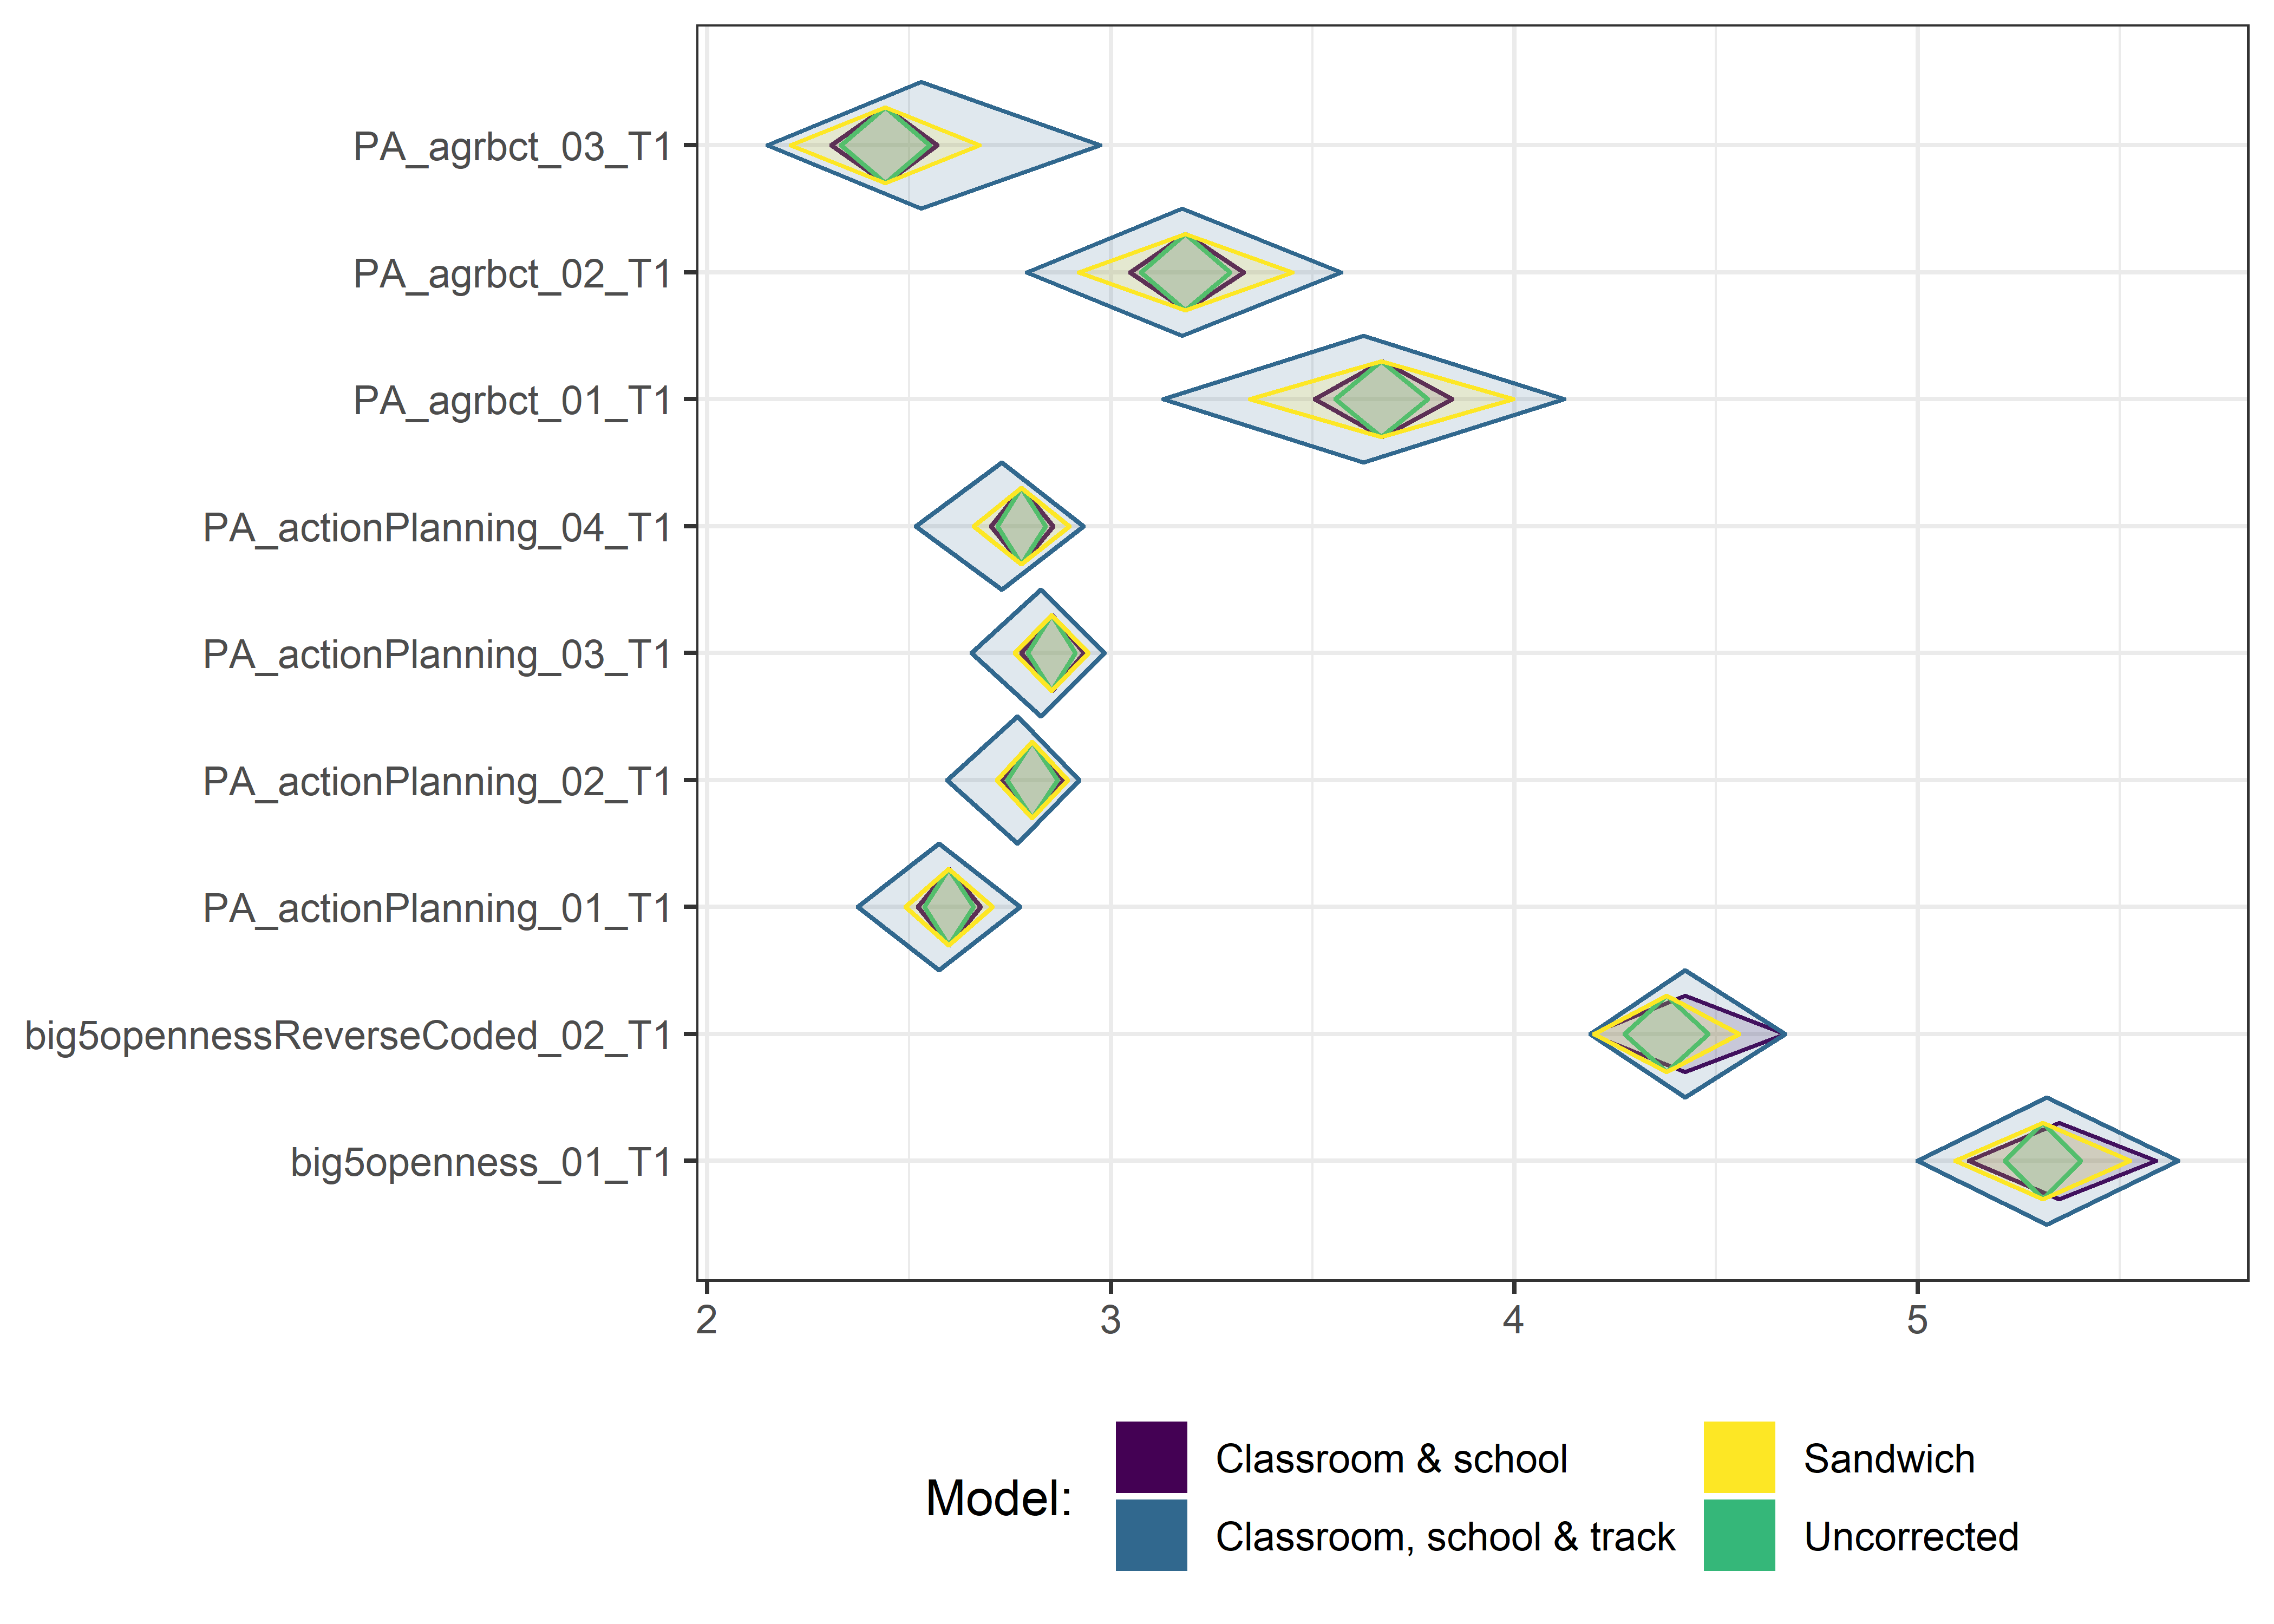 PA_agrbct_03_T1
PA_agrbct_02_T1
PA_agrbct_01_T1
PA_actionPlanning_04_T1
PA_actionPlanning_03_T1
PA_actionPlanning_02_T1
PA_actionPlanning_01_T1
big5opennessReverseCoded_02_T1
big5openness_01_T1
2 3 4 5
Model:
Classroom & school
Classroom, school & track
Sandwich
Uncorrected